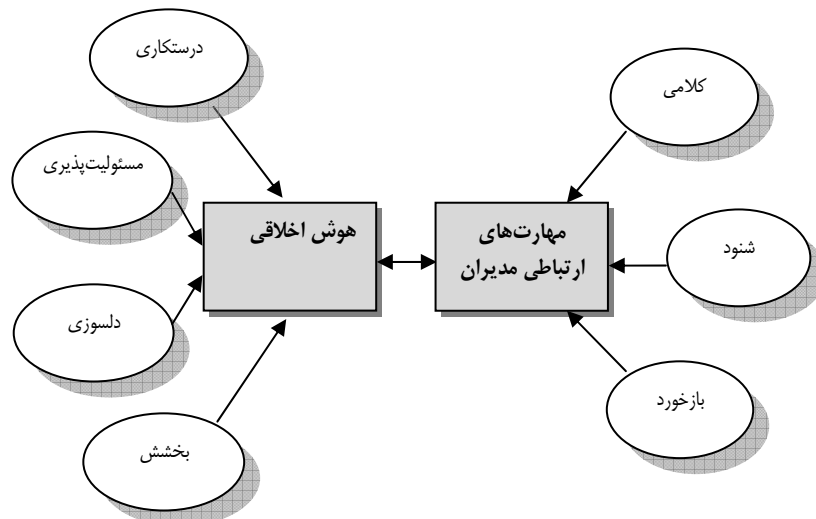 درستکاری
کلامی
مسئولیت‌پذیری
هوش اخلاقی
مهارت‌های
ارتباطی مدیران
شنود
دلسوزی
بازخورد
بخشش